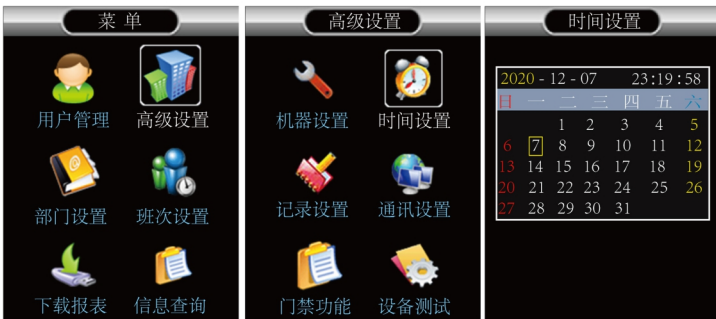 菜 单
用户管理 高级设置
部门设置 班次设置
下载报表 信息查询
高级设置
机器设置 时间设置
记录设置 通讯设置
门禁功能 设备测试
时间设置
2020 - 12 - 07 23:19:58
日 一 二 三 四 五 六
1 2 3 4 5
6 7 8 9 10 11 12
13 14 15 16 17 18 19
20 21 22 23 24 25 26
27 28 29 30 31